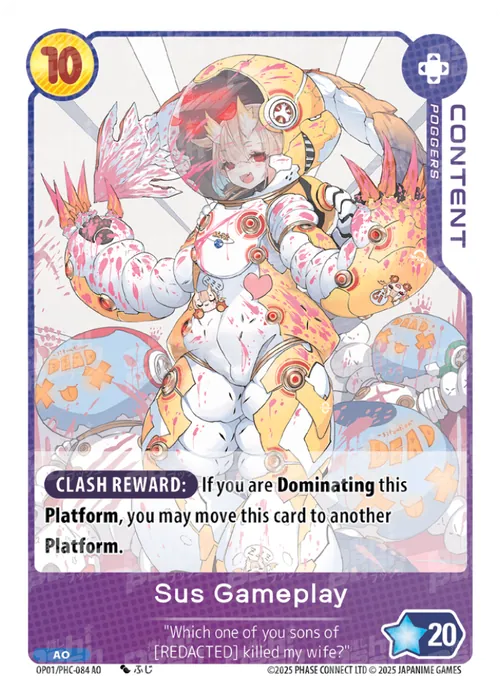 10
CONTENT
POGGERS
DEAD
DEAD
CLASH REWARD: If you are Dominating this
Platform, you may move this card to another
Platform.
Sus Gameplay
"Which one of you sons of
[REDACTED] killed my wife?"
20
AO
OP01/PHC-084 AO
ふじ
©2025 PHASE CONNECT LTD © 2025 JAPANIME GAMES